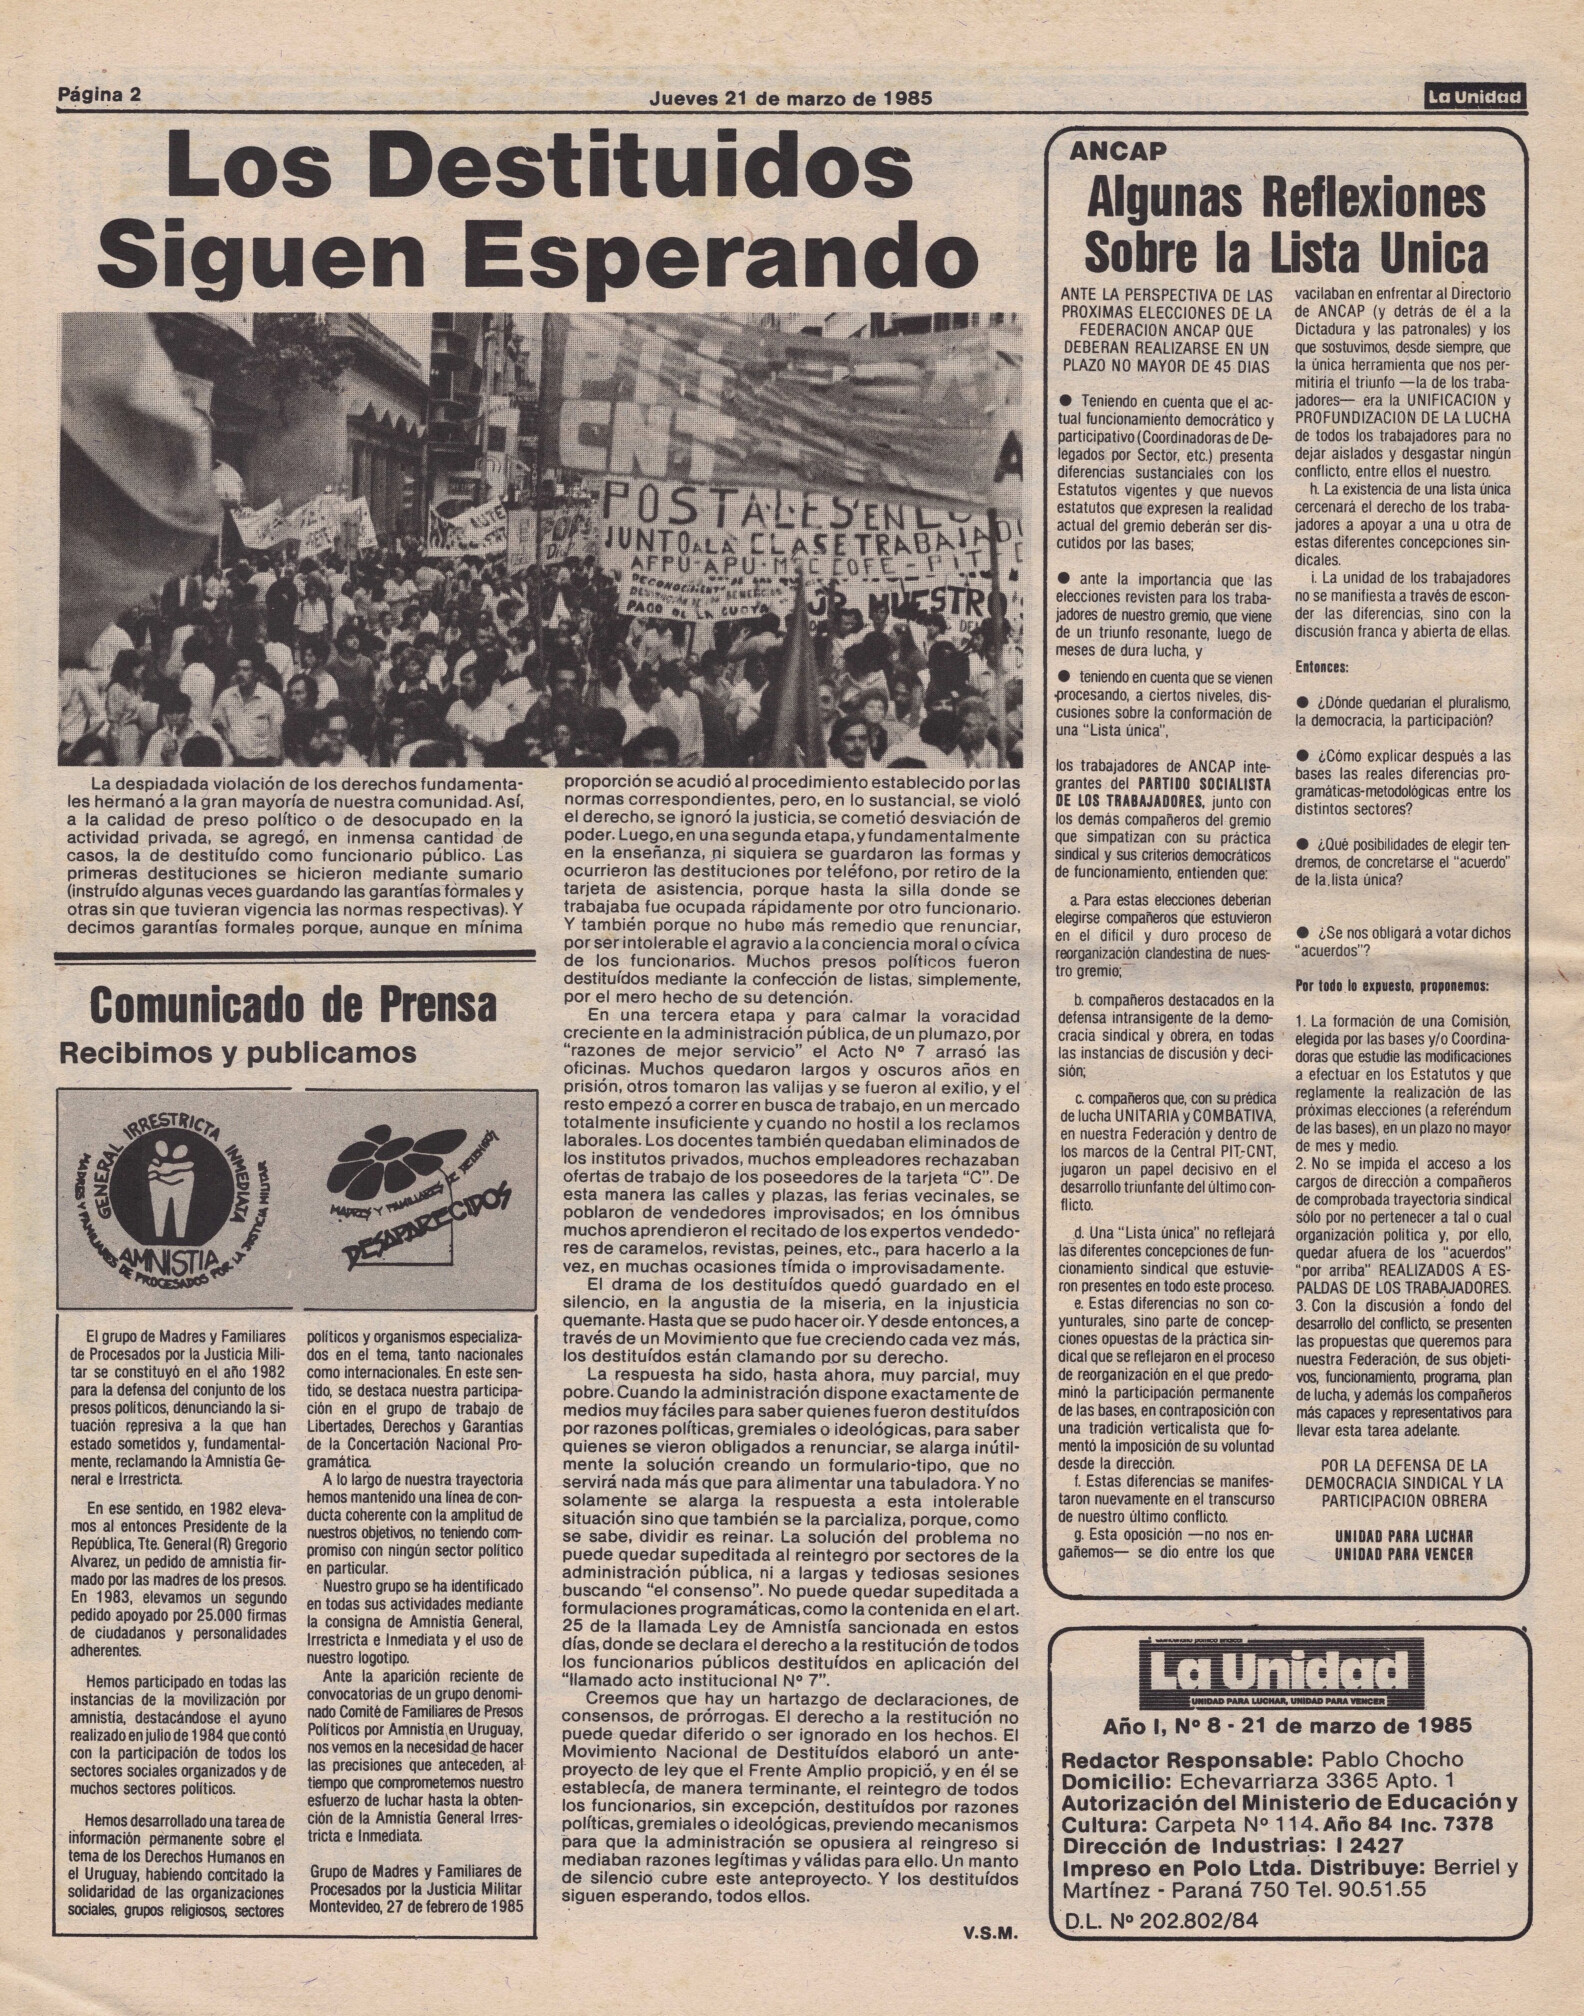 Página 2
Jueves 21 de marzo de 1985
La Unidad
Los Destituidos
Siguen Esperando
POSTALES EN LU
JUNTO A LA CLASE TRABAJAD
AFPU-APU-MSC COFE-PIT-
PAGO DE LA CUOTA
MUESTRO
CNT
La despiadada violación de los derechos fundamenta-
les hermanó a la gran mayoría de nuestra comunidad. Así,
a la calidad de preso político o de desocupado en la
actividad privada, se agregó, en inmensa cantidad de
casos, la de destituído como funcionario público. Las
primeras destituciones se hicieron mediante sumario
(instruído algunas veces guardando las garantías formales y
otras sin que tuvieran vigencia las normas respectivas). Y
decimos garantías formales porque, aunque en mínima
proporción se acudió al procedimiento establecido por las
normas correspondientes, pero, en lo sustancial, se violó
el derecho, se ignoró la justicia, se cometió desviación de
poder. Luego, en una segunda etapa, y fundamentalmente
en la enseñanza, ni siquiera se guardaron las formas y
ocurrieron las destituciones por teléfono, por retiro de la
tarjeta de asistencia, porque hasta la silla donde se
trabajaba fue ocupada rápidamente por otro funcionario.
Y también porque no hubo más remedio que renunciar,
por ser intolerable el agravio a la conciencia moral o cívica
de los funcionarios. Muchos presos políticos fueron
destituídos mediante la confección de listas, simplemente,
por el mero hecho de su detención.
En una tercera etapa y para calmar la voracidad
creciente en la administración pública, de un plumazo, por
"razones de mejor servicio" el Acto Nº 7 arrasó las
oficinas. Muchos quedaron largos y oscuros años en
prisión, otros tomaron las valijas y se fueron al exilio, y el
resto empezó a correr en busca de trabajo, en un mercado
totalmente insuficiente y cuando no hostil a los reclamos
laborales. Los docentes también quedaban eliminados de
los institutos privados, muchos empleadores rechazaban
ofertas de trabajo de los poseedores de la tarjeta "C". De
esta manera las calles y plazas, las ferias vecinales, se
poblaron de vendedores improvisados; en los ómnibus
muchos aprendieron el recitado de los expertos vendedo-
res de caramelos, revistas, peines, etc., para hacerlo a la
vez, en muchas ocasiones tímida o improvisadamente.
El drama de los destituídos quedó guardado en el
silencio, en la angustia de la miseria, en la injusticia
quemante. Hasta que se pudo hacer oir. Y desde entonces, a
través de un Movimiento que fue creciendo cada vez más,
los destituídos están clamando por su derecho.
La respuesta ha sido, hasta ahora, muy parcial, muy
pobre. Cuando la administración dispone exactamente de
medios muy fáciles para saber quienes fueron destituídos
por razones políticas, gremiales o ideológicas, para saber
quienes se vieron obligados a renunciar, se alarga inútil-
mente la solución creando un formulario-tipo, que no
servirá nada más que para alimentar una tabuladora. Y no
solamente se alarga la respuesta a esta intolerable
situación sino que también se la parcializa, porque, como
se sabe, dividir es reinar. La solución del problema no
puede quedar supeditada al reintegro por sectores de la
administración pública, ni a largas y tediosas sesiones
buscando "el consenso". No puede quedar supeditada a
formulaciones programáticas, como la contenida en el art.
25 de la llamada Ley de Amnistía sancionada en estos
días, donde se declara el derecho a la restitución de todos
los funcionarios públicos destituídos en aplicación del
"llamado acto institucional Nº 7".
Creemos que hay un hartazgo de declaraciones, de
consensos, de prórrogas. El derecho a la restitución no
puede quedar diferido o ser ignorado en los hechos. El
Movimiento Nacional de Destituídos elaboró un ante-
proyecto de ley que el Frente Amplio propició, y en él se
establecía, de manera terminante, el reintegro de todos
los funcionarios, sin excepción, destituídos por razones
políticas, gremiales o ideológicas, previendo mecanismos
para que la administración se opusiera al reingreso si
mediaban razones legítimas y válidas para ello. Un manto
de silencio cubre este anteproyecto. Y los destituídos
siguen esperando, todos ellos.
V.S.M.
Comunicado de Prensa
Recibimos y publicamos
GENERAL IRRESTRICTA INMEDIATA
AMNISTIA
MADRES Y FAMILIARES DE PROCESADOS POR LA JUSTICIA MILITAR
MADRES Y FAMILIARES DE DETENIDOS
DESAPARECIDOS
El grupo de Madres y Familiares
de Procesados por la Justicia Mili-
tar se constituyó en el año 1982
para la defensa del conjunto de los
presos políticos, denunciando la si-
tuación represiva a la que han
estado sometidos y, fundamental-
mente, reclamando la Amnistía Ge-
neral e Irrestricta.
En ese sentido, en 1982 eleva-
mos al entonces Presidente de la
República, Tte. General (R) Gregorio
Alvarez, un pedido de amnistía fir-
mado por las madres de los presos.
En 1983, elevamos un segundo
pedido apoyado por 25.000 firmas
de ciudadanos y personalidades
adherentes.
Hemos participado en todas las
instancias de la movilización por
amnistía, destacándose el ayuno
realizado en julio de 1984 que contó
con la participación de todos los
sectores sociales organizados y de
muchos sectores políticos.
Hemos desarrollado una tarea de
información permanente sobre el
tema de los Derechos Humanos en
el Uruguay, habiendo concitado la
solidaridad de las organizaciones
sociales, grupos religiosos, sectores
políticos y organismos especializa-
dos en el tema, tanto nacionales
como internacionales. En este sen-
tido, se destaca nuestra participa-
ción en el grupo de trabajo de
Libertades, Derechos y Garantías
de la Concertación Nacional Pro-
gramática.
A lo largo de nuestra trayectoria
hemos mantenido una línea de con-
ducta coherente con la amplitud de
nuestros objetivos, no teniendo com-
promiso con ningún sector político
en particular.
Nuestro grupo se ha identificado
en todas sus actividades mediante
la consigna de Amnistía General,
Irrestricta e Inmediata y el uso de
nuestro logotipo.
Ante la aparición reciente de
convocatorias de un grupo denomi-
nado Comité de Familiares de Presos
Políticos por Amnistía en Uruguay,
nos vemos en la necesidad de hacer
las precisiones que anteceden, al
tiempo que comprometemos nuestro
esfuerzo de luchar hasta la obten-
ción de la Amnistía General Irres-
tricta e Inmediata.
Grupo de Madres y Familiares de
Procesados por la Justicia Militar
Montevideo, 27 de febrero de 1985
ANCAP
Algunas Reflexiones
Sobre la Lista Unica
ANTE LA PERSPECTIVA DE LAS
PROXIMAS ELECCIONES DE LA
FEDERACION ANCAP QUE
DEBERAN REALIZARSE EN UN
PLAZO NO MAYOR DE 45 DIAS
● Teniendo en cuenta que el ac-
tual funcionamiento democrático y
participativo (Coordinadoras de De-
legados por Sector, etc.) presenta
diferencias sustanciales con los
Estatutos vigentes y que nuevos
estatutos que expresen la realidad
actual del gremio deberán ser dis-
cutidos por las bases;
● ante la importancia que las
elecciones revisten para los traba-
jadores de nuestro gremio, que viene
de un triunfo resonante, luego de
meses de dura lucha, y
● teniendo en cuenta que se vienen
procesando, a ciertos niveles, dis-
cusiones sobre la conformación de
una "Lista única",
los trabajadores de ANCAP inte-
grantes del PARTIDO SOCIALISTA
DE LOS TRABAJADORES, junto con
los demás compañeros del gremio
que simpatizan con su práctica
sindical y sus criterios democráticos
de funcionamiento, entienden que:
a. Para estas elecciones deberían
elegirse compañeros que estuvieron
en el difícil y duro proceso de
reorganización clandestina de nues-
tro gremio;
b. compañeros destacados en la
defensa intransigente de la demo-
cracia sindical y obrera, en todas
las instancias de discusión y deci-
sión;
c. compañeros que, con su prédica
de lucha UNITARIA y COMBATIVA,
en nuestra Federación y dentro de
los marcos de la Central PIT-CNT,
jugaron un papel decisivo en el
desarrollo triunfante del último con-
flicto.
d. Una "Lista única" no reflejará
las diferentes concepciones de fun-
cionamiento sindical que estuvie-
ron presentes en todo este proceso.
e. Estas diferencias no son co-
yunturales, sino parte de concep-
ciones opuestas de la práctica sin-
dical que se reflejaron en el proceso
de reorganización en el que predo-
minó la participación permanente
de las bases, en contraposición con
una tradición verticalista que fo-
mentó la imposición de su voluntad
desde la dirección.
f. Estas diferencias se manifes-
taron nuevamente en el transcurso
de nuestro último conflicto.
g. Esta oposición —no nos en-
gañemos— se dio entre los que
vacilaban en enfrentar al Directorio
de ANCAP (y detrás de él a la
Dictadura y las patronales) y los
que sostuvimos, desde siempre, que
la única herramienta que nos per-
mitiría el triunfo —la de los traba-
jadores— era la UNIFICACION y
PROFUNDIZACION DE LA LUCHA
de todos los trabajadores para no
dejar aislados y desgastar ningún
conflicto, entre ellos el nuestro.
h. La existencia de una lista única
cercenará el derecho de los traba-
jadores a apoyar a una u otra de
estas diferentes concepciones sin-
dicales.
i. La unidad de los trabajadores
no se manifiesta a través de escon-
der las diferencias, sino con la
discusión franca y abierta de ellas.
Entonces:
● ¿Dónde quedarían el pluralismo,
la democracia, la participación?
● ¿Cómo explicar después a las
bases las reales diferencias pro-
gramáticas-metodológicas entre los
distintos sectores?
● ¿Qué posibilidades de elegir ten-
dremos, de concretarse el "acuerdo"
de la lista única?
● ¿Se nos obligará a votar dichos
"acuerdos"?
Por todo lo expuesto, proponemos:
1. La formación de una Comisión,
elegida por las bases y/o Coordina-
doras que estudie las modificaciones
a efectuar en los Estatutos y que
reglamente la realización de las
próximas elecciones (a referéndum
de las bases), en un plazo no mayor
de mes y medio.
2. No se impida el acceso a los
cargos de dirección a compañeros
de comprobada trayectoria sindical
sólo por no pertenecer a tal o cual
organización política y, por ello,
quedar afuera de los "acuerdos"
"por arriba" REALIZADOS A ES-
PALDAS DE LOS TRABAJADORES.
3. Con la discusión a fondo del
desarrollo del conflicto, se presenten
las propuestas que queremos para
nuestra Federación, de sus objeti-
vos, funcionamiento, programa, plan
de lucha, y además los compañeros
más capaces y representativos para
llevar esta tarea adelante.
POR LA DEFENSA DE LA
DEMOCRACIA SINDICAL Y LA
PARTICIPACION OBRERA
UNIDAD PARA LUCHAR
UNIDAD PARA VENCER
La Unidad
UNIDAD PARA LUCHAR, UNIDAD PARA VENCER
Año I, Nº 8 - 21 de marzo de 1985
Redactor Responsable: Pablo Chocho
Domicilio: Echevarriarza 3365 Apto. 1
Autorización del Ministerio de Educación y
Cultura: Carpeta Nº 114. Año 84 Inc. 7378
Dirección de Industrias: I 2427
Impreso en Polo Ltda. Distribuye: Berriel y
Martínez - Paraná 750 Tel. 90.51.55
D.L. Nº 202.802/84